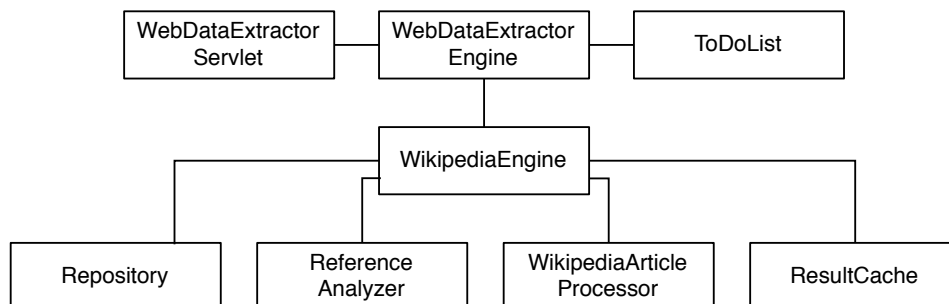 WebDataExtractor
Servlet
WebDataExtractor
Engine
ToDoList
WikipediaEngine
Repository
Reference
Analyzer
WikipediaArticle
Processor
ResultCache